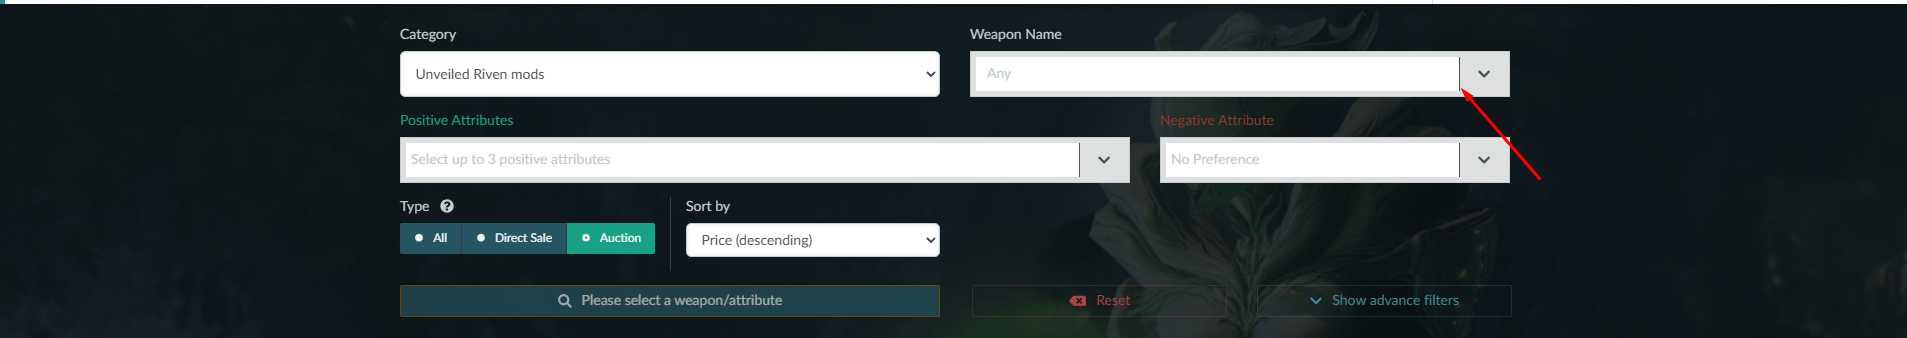 Category
Weapon Name
Unveiled Riven mods
Any
Positive Attributes
Negative Attribute
Select up to 3 positive attributes
No Preference
Type
Sort by
All
Direct Sale
Auction
Price (descending)
Please select a weapon/attribute
Reset
Show advance filters